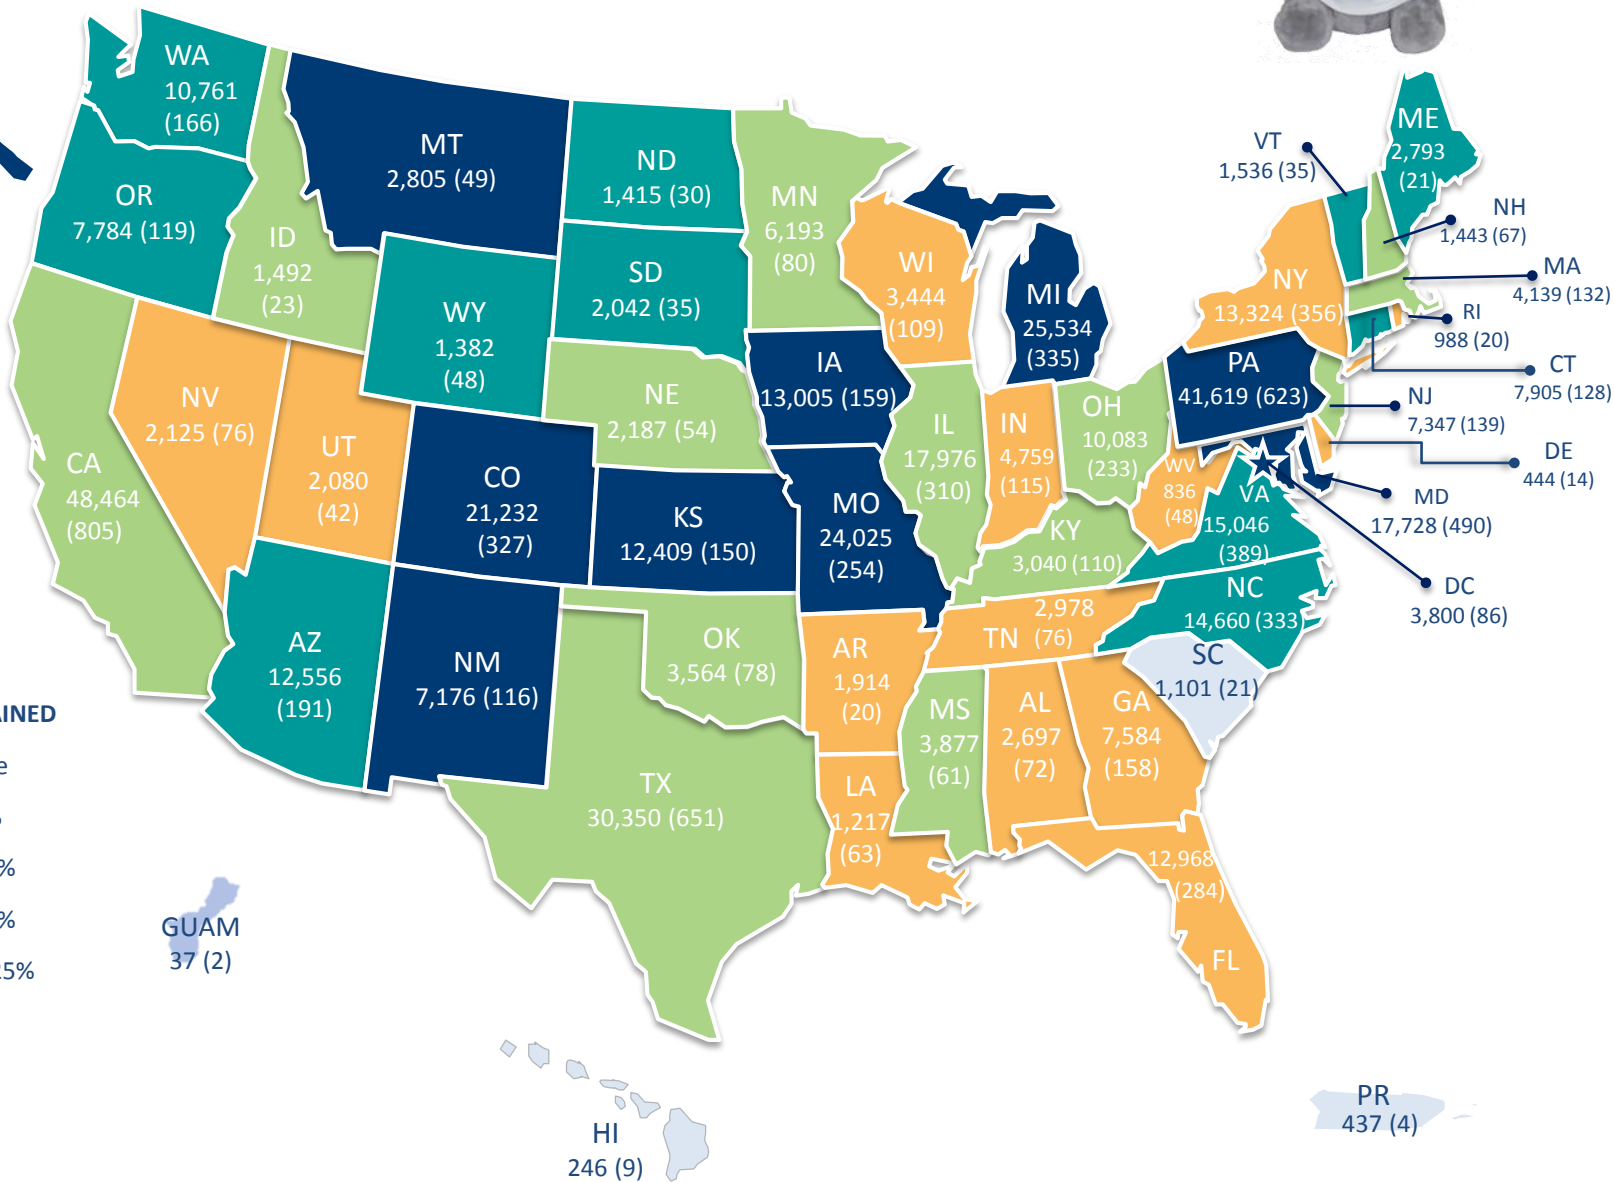 WA
10,761
(166)
OR
7,784 (119)
ID
1,492
(23)
MT
2,805 (49)
ND
1,415 (30)
SD
2,042 (35)
WY
1,382
(48)
MN
6,193
(80)
WI
3,444
(109)
MI
25,534
(335)
IA
13,005 (159)
NE
2,187 (54)
NV
2,125 (76)
UT
2,080
(42)
CA
48,464
(805)
CO
21,232
(327)
KS
12,409 (150)
MO
24,025
(254)
IL
17,976
(310)
IN
4,759
(115)
OH
10,083
(233)
KY
3,040 (110)
WV
836
(48)
VA
15,046
(389)
NC
14,660 (333)
SC
1,101 (21)
TN
2,978
(76)
AZ
12,556
(191)
NM
7,176 (116)
OK
3,564 (78)
TX
30,350 (651)
AR
1,914
(20)
LA
1,217
(63)
MS
3,877
(61)
AL
2,697
(72)
GA
7,584
(158)
12,968
(284)
FL
PA
41,619 (623)
NY
13,324 (356)
VT
1,536 (35)
ME
2,793
(21)
NH
1,443 (67)
MA
4,139 (132)
RI
988 (20)
CT
7,905 (128)
NJ
7,347 (139)
DE
444 (14)
MD
17,728 (490)
DC
3,800 (86)
GUAM
37 (2)
HI
246 (9)
PR
437 (4)